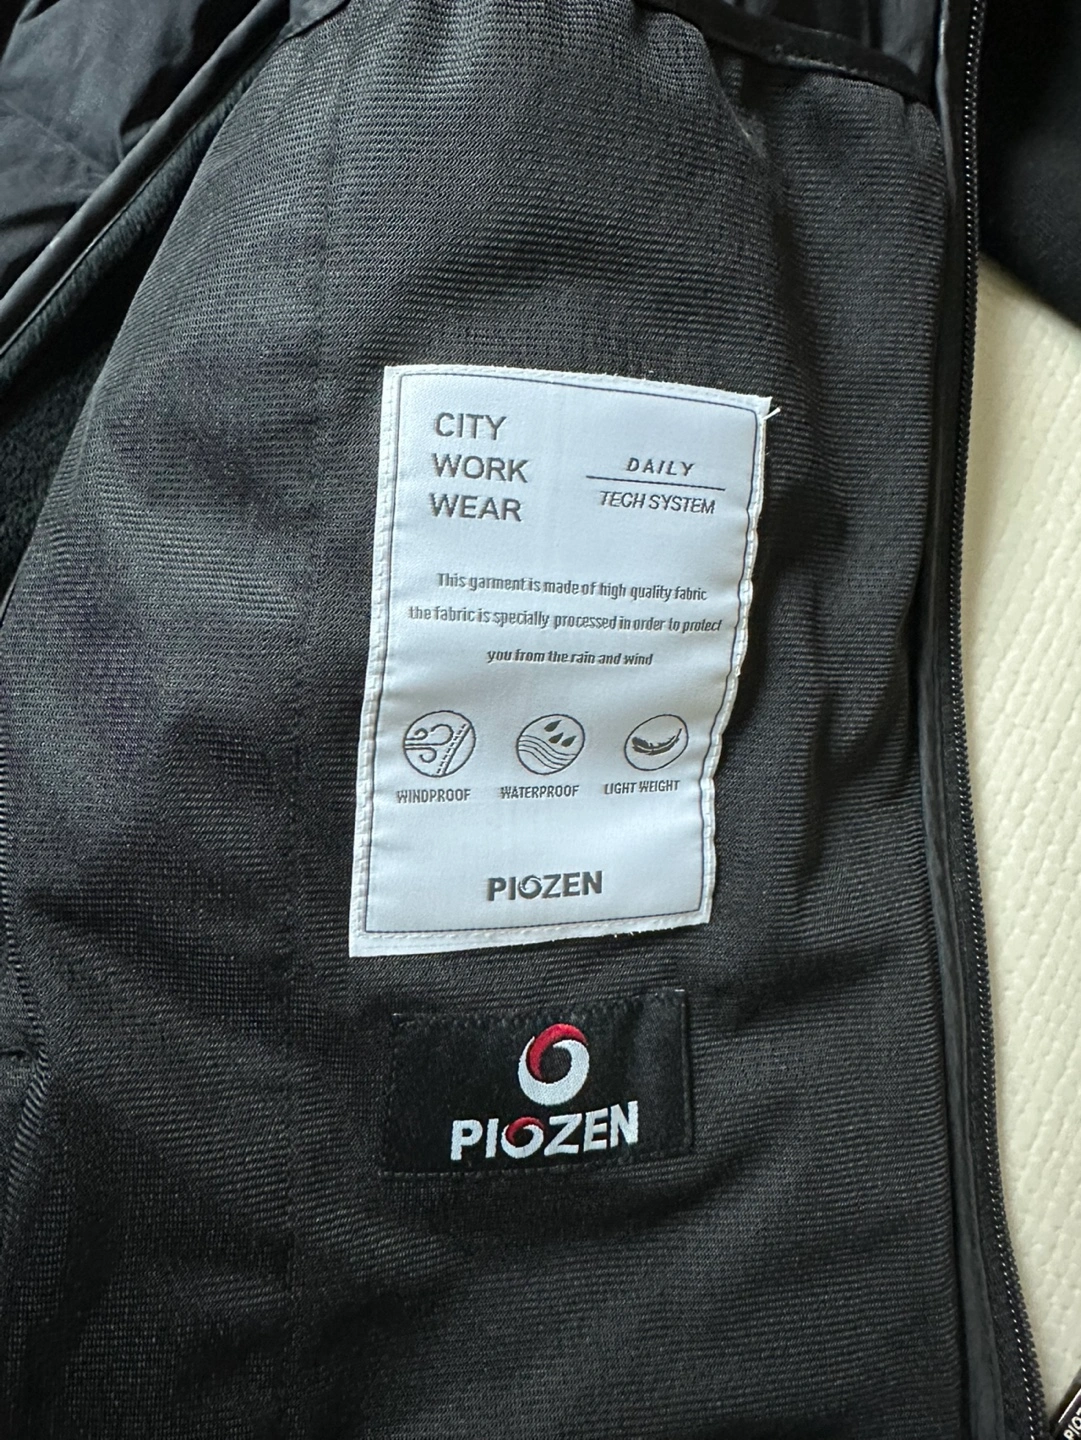 CITY
WORK
WEAR
DAILY
TECH SYSTEM
This garment is made of high quality fabric
the fabric is specially processed in order to protect
you from the rain and wind
WINDPROOF WATERPROOF LIGHT WEIGHT
PIOZEN
PIOZEN